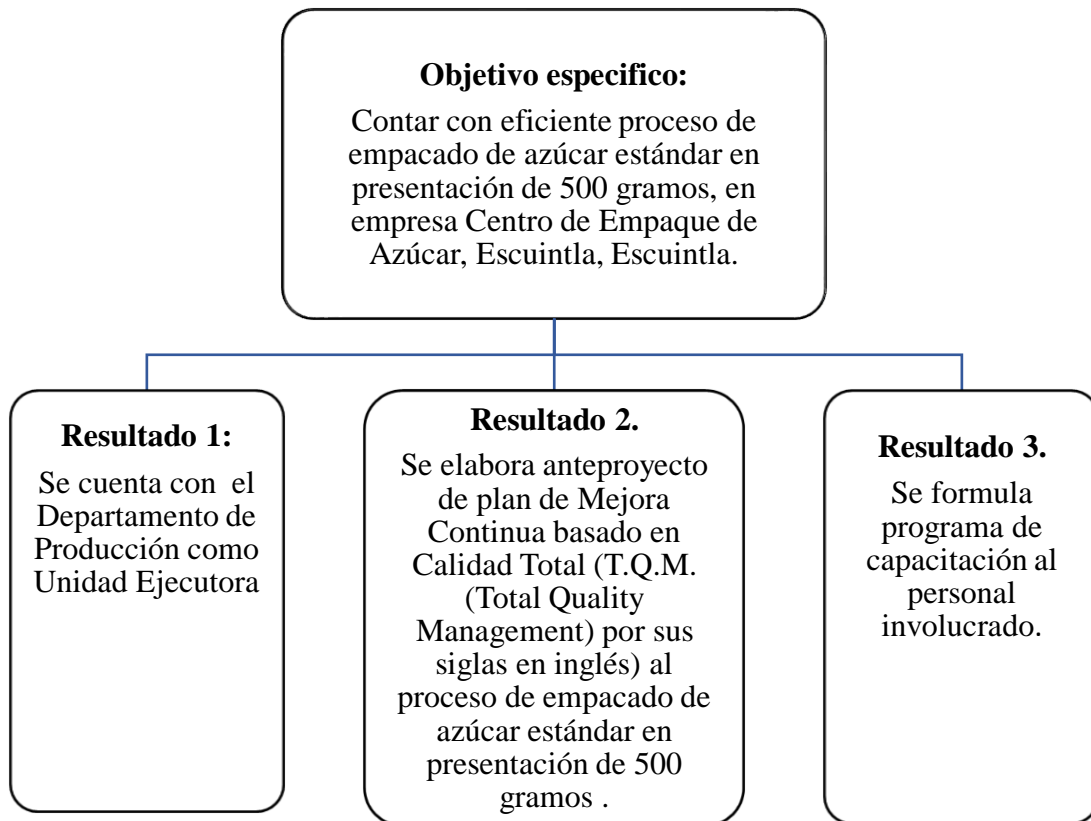 Objetivo especifico:
Contar con eficiente proceso de
empacado de azúcar estándar en
presentación de 500 gramos, en
empresa Centro de Empaque de
Azúcar, Escuintla, Escuintla.
Resultado 1:
Se cuenta con  el
Departamento de
Producción como
Unidad Ejecutora
Resultado 2.
Se elabora anteproyecto
de plan de Mejora
Continua basado en
Calidad Total (T.Q.M.
(Total Quality
Management) por sus
siglas en inglés) al
proceso de empacado de
azúcar estándar en
presentación de 500
gramos .
Resultado 3.
Se formula
programa de
capacitación al
personal
involucrado.